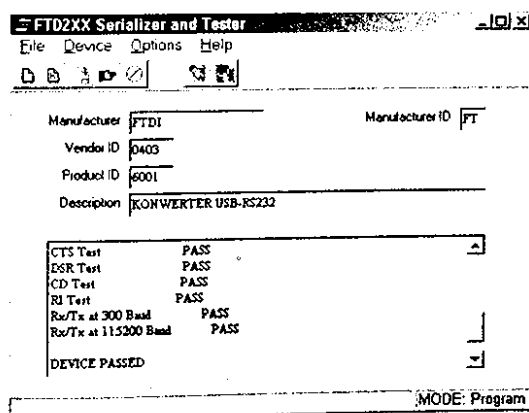 FTD2XX Serializer and Tester
File Device Options Help
Manufacturer FTDI Manufacturer ID FT
Vendor ID 0403
Product ID 6001
Description KONWERTER USB-RS232
CTS Test PASS
DSR Test PASS
CD Test PASS
RI Test PASS
Rx/Tx at 300 Baud PASS
Rx/Tx at 115200 Baud PASS
DEVICE PASSED
MODE: Program